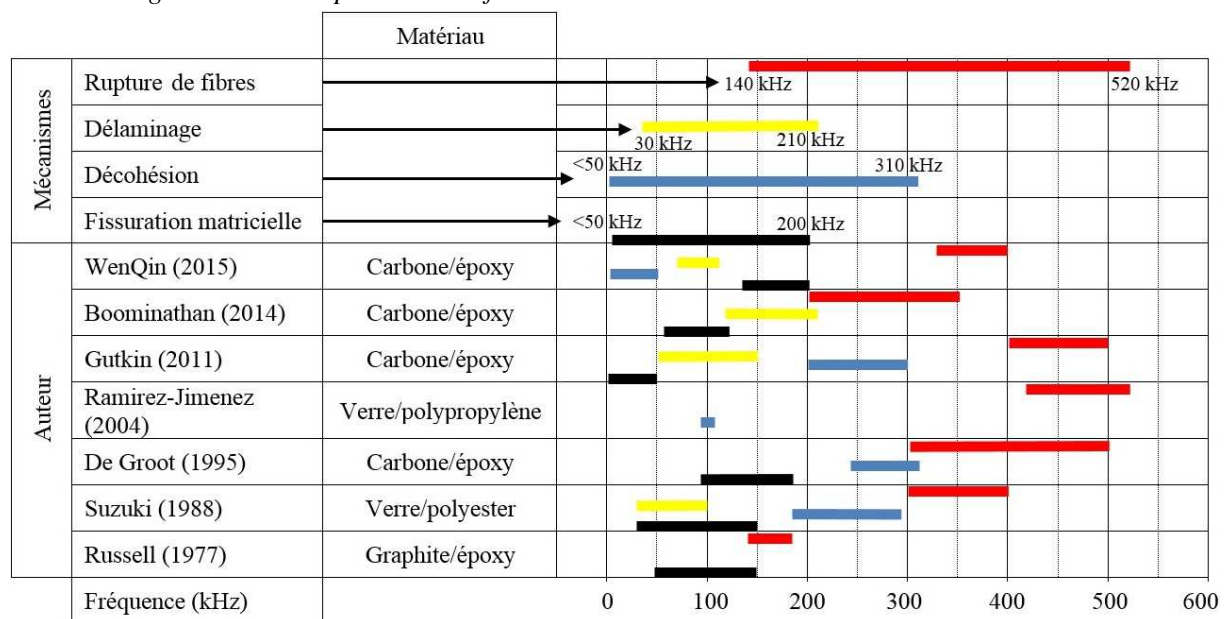 Matériau
Mécanismes
Rupture de fibres
140 kHz
520 kHz
Délaminage
30 kHz
210 kHz
Décohésion
<50 kHz
310 kHz
Fissuration matricielle
<50 kHz
200 kHz
Auteur
WenQin (2015) Carbone/époxy
Boominathan (2014) Carbone/époxy
Gutkin (2011) Carbone/époxy
Ramirez-Jimenez
(2004)
Verre/polypropylène
De Groot (1995) Carbone/époxy
Suzuki (1988) Verre/polyester
Russell (1977) Graphite/époxy
Fréquence (kHz) 0 100 200 300 400 500 600